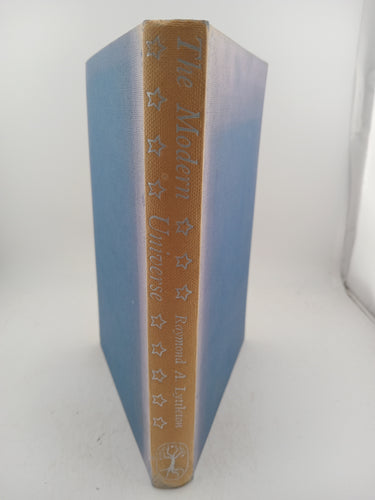 The Modern Universe
Raymond A Lyttleton